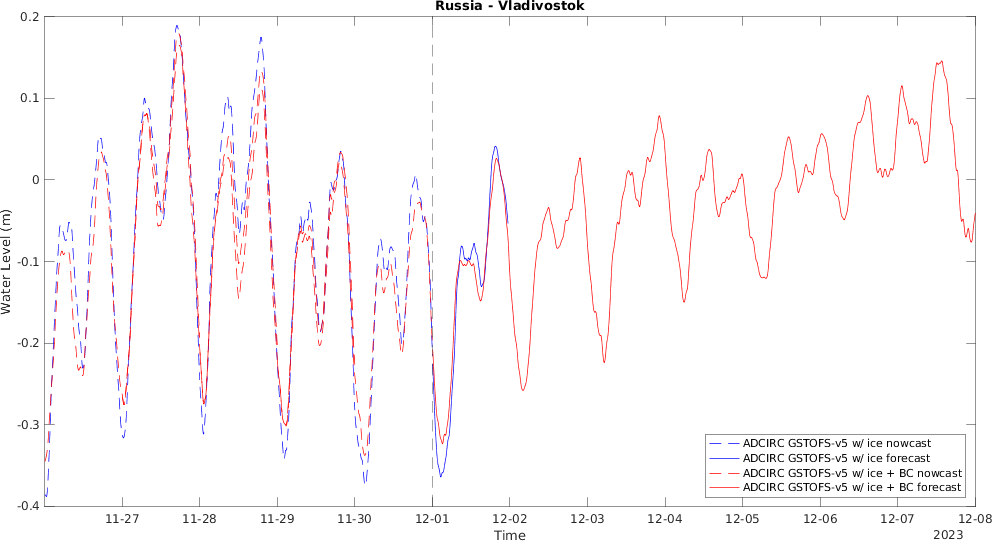 Russia - Vladivostok
0.2
0.1
0
-0.1
-0.2
-0.3
-0.4
Water Level (m)
11-27 11-28 11-29 11-30 12-01 12-02 12-03 12-04 12-05 12-06 12-07 12-08
Time
2023
ADCIRC GSTOFS-v5 w/ ice nowcast
ADCIRC GSTOFS-v5 w/ ice forecast
ADCIRC GSTOFS-v5 w/ ice + BC nowcast
ADCIRC GSTOFS-v5 w/ ice + BC forecast